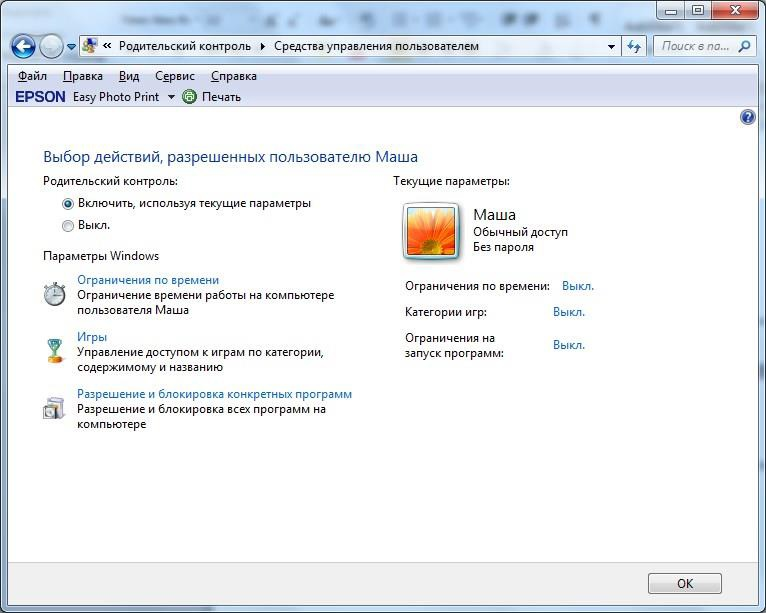 « Родительский контроль Средства управления пользователем
Поиск в па...
Файл Правка Вид Сервис Справка
EPSON Easy Photo Print Печать
?
Выбор действий, разрешенных пользователю Маша
Родительский контроль:
Включить, используя текущие параметры
Выкл.
Параметры Windows
Ограничения по времени
Ограничение времени работы на компьютере
пользователя Маша
Игры
Управление доступом к играм по категории,
содержимому и названию
Разрешение и блокировка конкретных программ
Разрешение и блокировка всех программ на
компьютере
Текущие параметры:
Маша
Обычный доступ
Без пароля
Ограничения по времени: Выкл.
Категории игр: Выкл.
Ограничения на
запуск программ: Выкл.
ОК